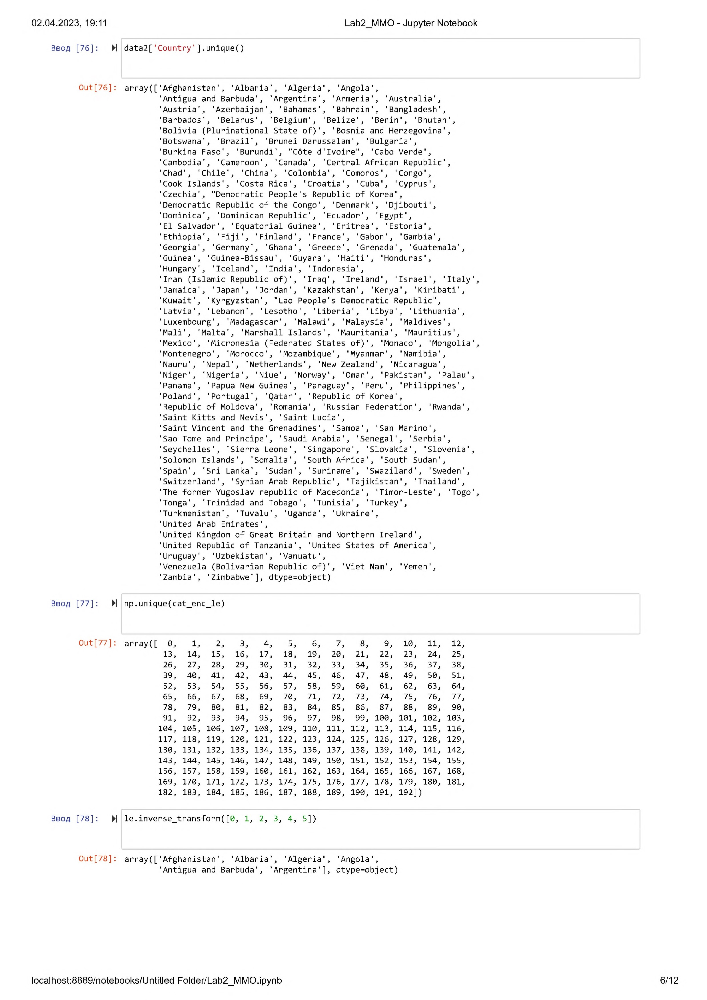 02.04.2023, 19:11 Lab2_MMO - Jupyter Notebook
Ввод [76]: data2['Country'].unique()
Out[76]: array(['Afghanistan', 'Albania', 'Algeria', 'Angola',
'Antigua and Barbuda', 'Argentina', 'Armenia', 'Australia',
'Austria', 'Azerbaijan', 'Bahamas', 'Bahrain', 'Bangladesh',
'Barbados', 'Belarus', 'Belgium', 'Belize', 'Benin', 'Bhutan',
'Bolivia (Plurinational State of)', 'Bosnia and Herzegovina',
'Botswana', 'Brazil', 'Brunei Darussalam', 'Bulgaria',
'Burkina Faso', 'Burundi', "Côte d'Ivoire", 'Cabo Verde',
'Cambodia', 'Cameroon', 'Canada', 'Central African Republic',
'Chad', 'Chile', 'China', 'Colombia', 'Comoros', 'Congo',
'Cook Islands', 'Costa Rica', 'Croatia', 'Cuba', 'Cyprus',
'Czechia', "Democratic People's Republic of Korea",
'Democratic Republic of the Congo', 'Denmark', 'Djibouti',
'Dominica', 'Dominican Republic', 'Ecuador', 'Egypt',
'El Salvador', 'Equatorial Guinea', 'Eritrea', 'Estonia',
'Ethiopia', 'Fiji', 'Finland', 'France', 'Gabon', 'Gambia',
'Georgia', 'Germany', 'Ghana', 'Greece', 'Grenada', 'Guatemala',
'Guinea', 'Guinea-Bissau', 'Guyana', 'Haiti', 'Honduras',
'Hungary', 'Iceland', 'India', 'Indonesia',
'Iran (Islamic Republic of)', 'Iraq', 'Ireland', 'Israel', 'Italy',
'Jamaica', 'Japan', 'Jordan', 'Kazakhstan', 'Kenya', 'Kiribati',
'Kuwait', 'Kyrgyzstan', "Lao People's Democratic Republic",
'Latvia', 'Lebanon', 'Lesotho', 'Liberia', 'Libya', 'Lithuania',
'Luxembourg', 'Madagascar', 'Malawi', 'Malaysia', 'Maldives',
'Mali', 'Malta', 'Marshall Islands', 'Mauritania', 'Mauritius',
'Mexico', 'Micronesia (Federated States of)', 'Monaco', 'Mongolia',
'Montenegro', 'Morocco', 'Mozambique', 'Myanmar', 'Namibia',
'Nauru', 'Nepal', 'Netherlands', 'New Zealand', 'Nicaragua',
'Niger', 'Nigeria', 'Niue', 'Norway', 'Oman', 'Pakistan', 'Palau',
'Panama', 'Papua New Guinea', 'Paraguay', 'Peru', 'Philippines',
'Poland', 'Portugal', 'Qatar', 'Republic of Korea',
'Republic of Moldova', 'Romania', 'Russian Federation', 'Rwanda',
'Saint Kitts and Nevis', 'Saint Lucia',
'Saint Vincent and the Grenadines', 'Samoa', 'San Marino',
'Sao Tome and Principe', 'Saudi Arabia', 'Senegal', 'Serbia',
'Seychelles', 'Sierra Leone', 'Singapore', 'Slovakia', 'Slovenia',
'Solomon Islands', 'Somalia', 'South Africa', 'South Sudan',
'Spain', 'Sri Lanka', 'Sudan', 'Suriname', 'Swaziland', 'Sweden',
'Switzerland', 'Syrian Arab Republic', 'Tajikistan', 'Thailand',
'The former Yugoslav republic of Macedonia', 'Timor-Leste', 'Togo',
'Tonga', 'Trinidad and Tobago', 'Tunisia', 'Turkey',
'Turkmenistan', 'Tuvalu', 'Uganda', 'Ukraine',
'United Arab Emirates',
'United Kingdom of Great Britain and Northern Ireland',
'United Republic of Tanzania', 'United States of America',
'Uruguay', 'Uzbekistan', 'Vanuatu',
'Venezuela (Bolivarian Republic of)', 'Viet Nam', 'Yemen',
'Zambia', 'Zimbabwe'], dtype=object)
Ввод [77]: np.unique(cat_enc_le)
Out[77]: array([ 0, 1, 2, 3, 4, 5, 6, 7, 8, 9, 10, 11, 12,
13, 14, 15, 16, 17, 18, 19, 20, 21, 22, 23, 24, 25,
26, 27, 28, 29, 30, 31, 32, 33, 34, 35, 36, 37, 38,
39, 40, 41, 42, 43, 44, 45, 46, 47, 48, 49, 50, 51,
52, 53, 54, 55, 56, 57, 58, 59, 60, 61, 62, 63, 64,
65, 66, 67, 68, 69, 70, 71, 72, 73, 74, 75, 76, 77,
78, 79, 80, 81, 82, 83, 84, 85, 86, 87, 88, 89, 90,
91, 92, 93, 94, 95, 96, 97, 98, 99, 100, 101, 102, 103,
104, 105, 106, 107, 108, 109, 110, 111, 112, 113, 114, 115, 116,
117, 118, 119, 120, 121, 122, 123, 124, 125, 126, 127, 128, 129,
130, 131, 132, 133, 134, 135, 136, 137, 138, 139, 140, 141, 142,
143, 144, 145, 146, 147, 148, 149, 150, 151, 152, 153, 154, 155,
156, 157, 158, 159, 160, 161, 162, 163, 164, 165, 166, 167, 168,
169, 170, 171, 172, 173, 174, 175, 176, 177, 178, 179, 180, 181,
182, 183, 184, 185, 186, 187, 188, 189, 190, 191, 192])
Ввод [78]: le.inverse_transform([0, 1, 2, 3, 4, 5])
Out[78]: array(['Afghanistan', 'Albania', 'Algeria', 'Angola',
'Antigua and Barbuda', 'Argentina'], dtype=object)
localhost:8889/notebooks/Untitled Folder/Lab2_MMO.ipynb 6/12